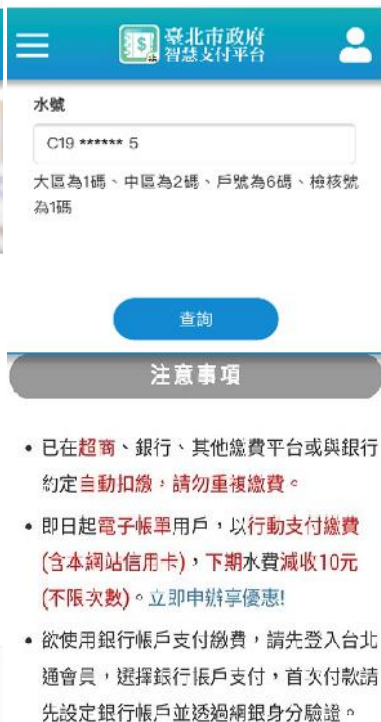 臺北市政府
智慧支付平台
水號
C19 ****** 5
大區為1碼、中區為2碼、戶號為6碼、檢核號
為1碼
查詢
注意事項
• 已在超商、銀行、其他繳費平台或與銀行
約定自動扣繳，請勿重複繳費。
• 即日起電子帳單用戶，以行動支付繳費
(含本網站信用卡)，下期水費減收10元
(不限次數)。立即申辦享優惠!
• 欲使用銀行帳戶支付繳費，請先登入台北
通會員，選擇銀行帳戶支付，首次付款請
先設定銀行帳戶並透過網銀身分驗證。